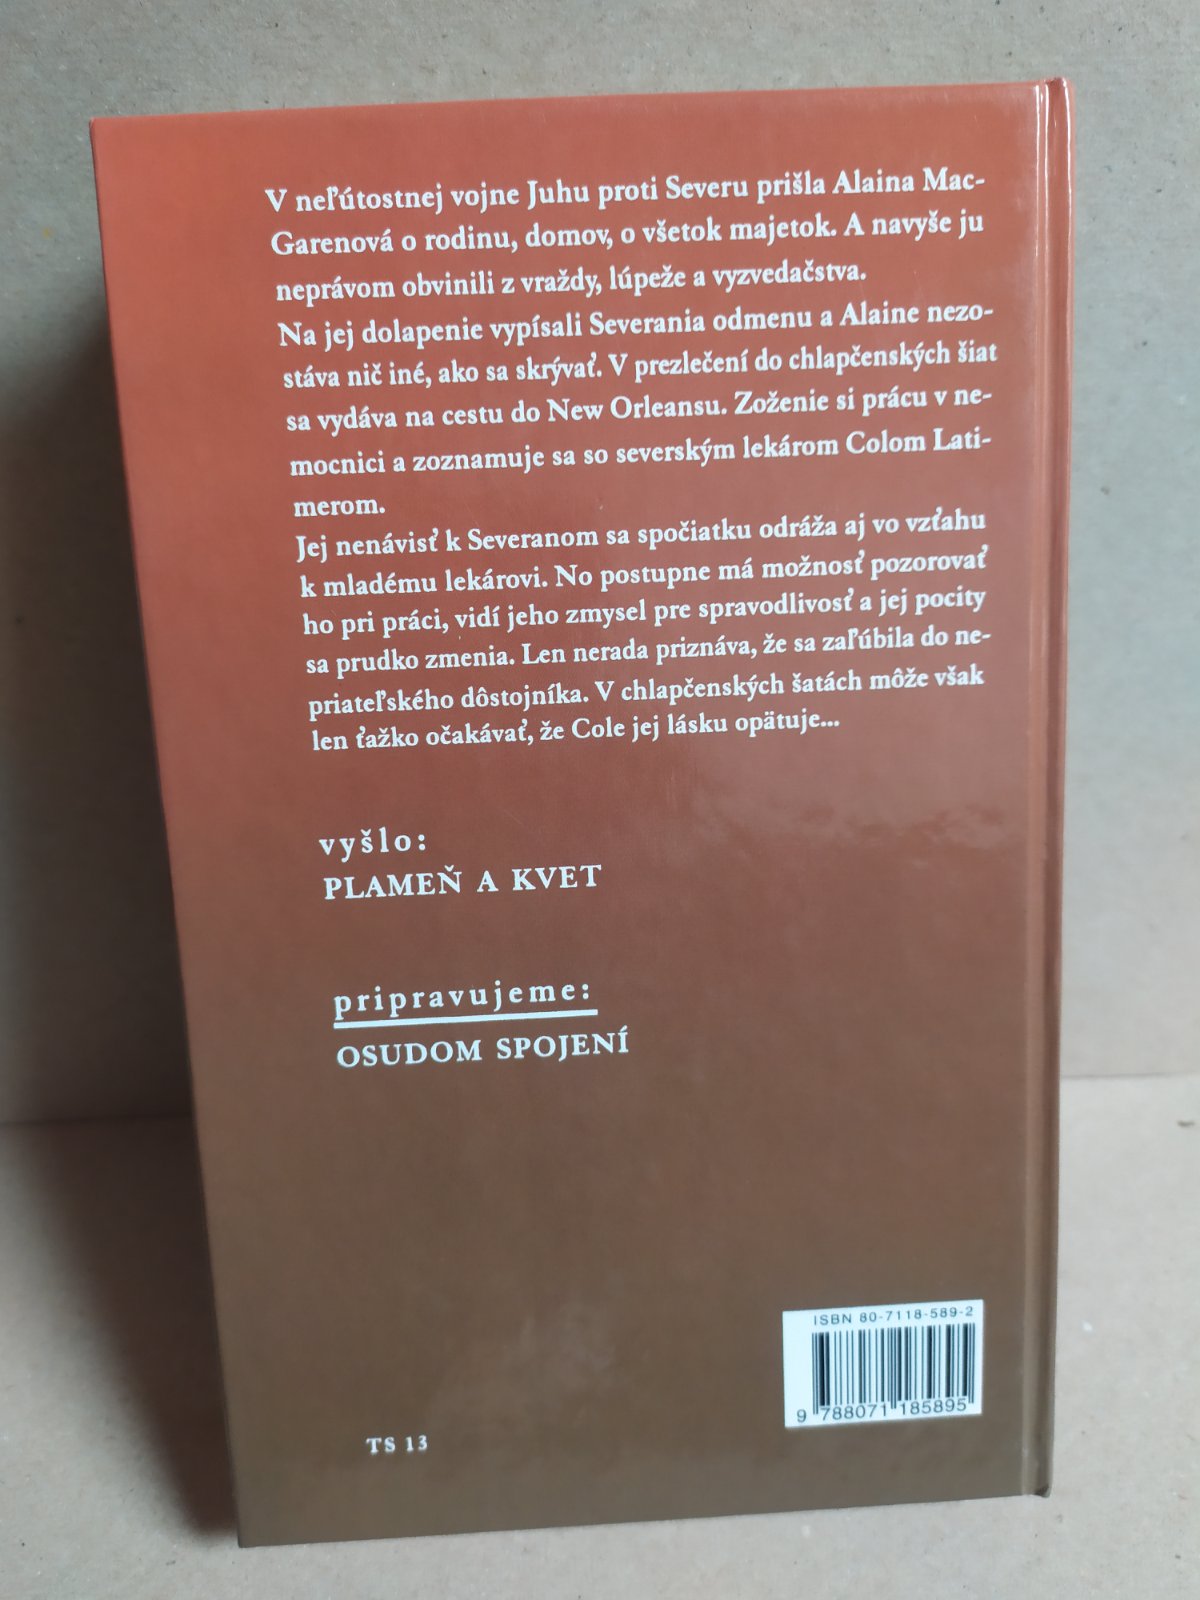 V neľútostnej vojne Juhu proti Severu prišla Alaina Mac-
Garenová o rodinu, domov, o všetok majetok. A navyše ju
neprávom obvinili z vraždy, lúpeže a vyzvedačstva.
Na jej dolapenie vypísali Severania odmenu a Alaine nezo-
stáva nič iné, ako sa skrývať. V prezlečení do chlapčenských šiat
sa vydáva na cestu do New Orleansu. Zoženie si prácu v ne-
mocnici a zoznamuje sa so severským lekárom Colom Lati-
merom.
Jej nenávisť k Severanom sa spočiatku odráža aj vo vzťahu
k mladému lekárovi. No postupne má možnosť pozorovať
ho pri práci, vidí jeho zmysel pre spravodlivosť a jej pocity
sa prudko zmenia. Len nerada priznáva, že sa zaľúbila do ne-
priateľského dôstojníka. V chlapčenských šatách môže však
len ťažko očakávať, že Cole jej lásku opätuje...
vyšlo:
PLAMEŇ A KVET
pripravujeme:
OSUDOM SPOJENÍ
ISBN 80-7118-589-2
9 788071 185895
TS 13